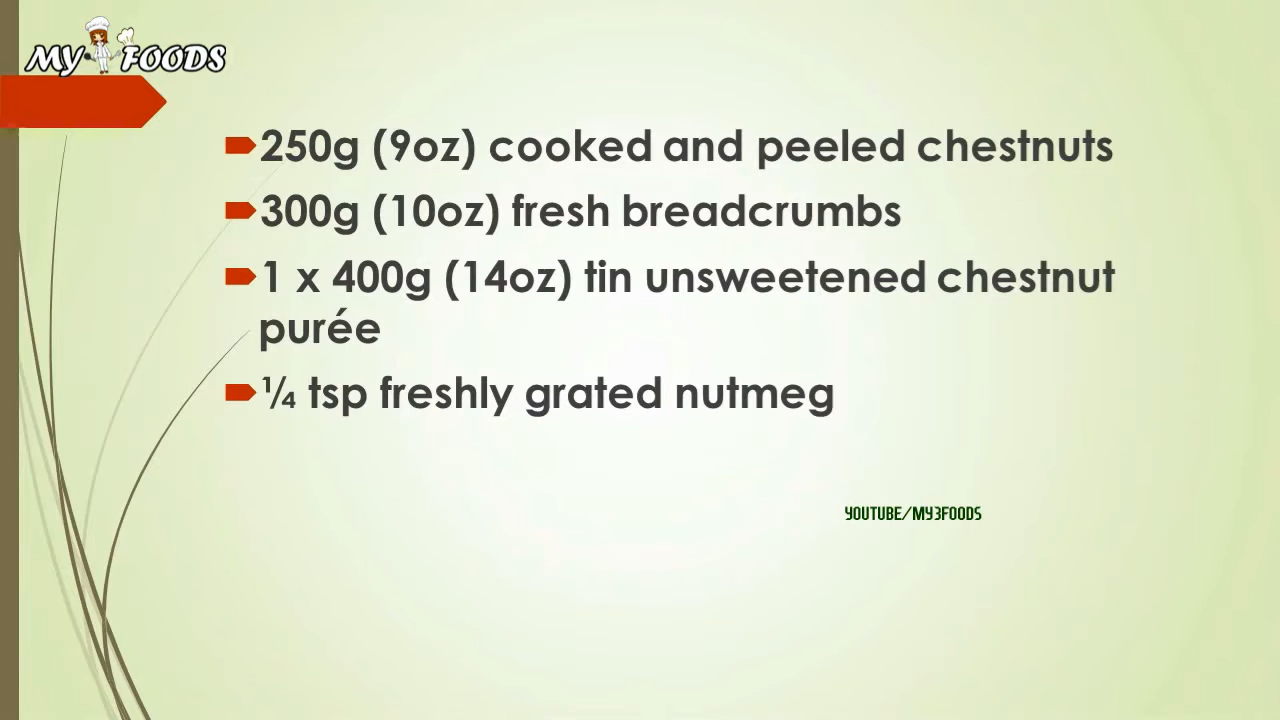 MY FOODS
250g (9oz) cooked and peeled chestnuts
300g (10oz) fresh breadcrumbs
1 x 400g (14oz) tin unsweetened chestnut
purée
¼ tsp freshly grated nutmeg
YOUTUBE/MY3FOODS